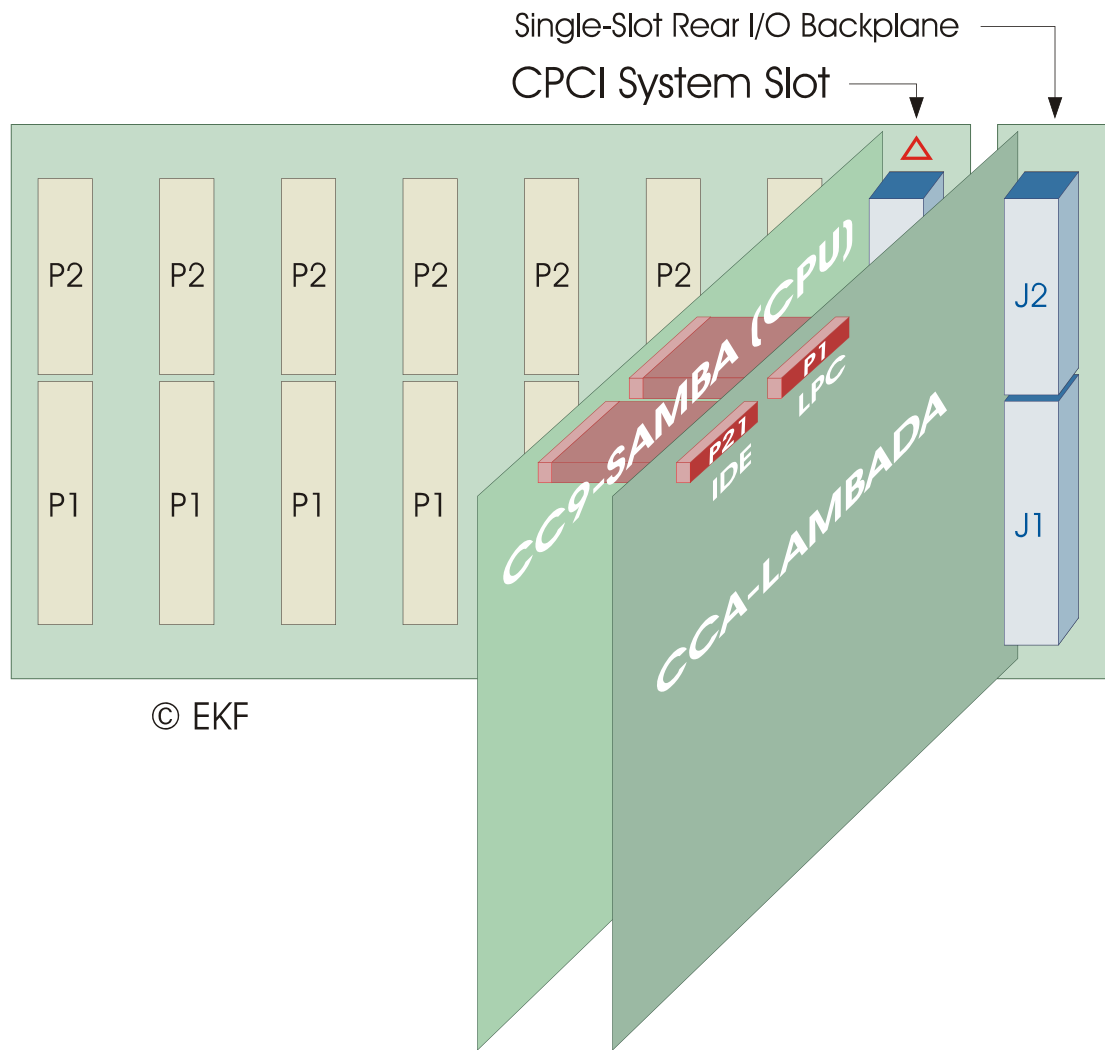 Single-Slot Rear I/O Backplane
CPCI System Slot
P2
P2
P2
P2
P2
P2
J2
P1
P1
P1
P1
J1
CC9-SAMBA (CPU)
P1
LPC
P21
IDE
CCA-LAMBADA
© EKF